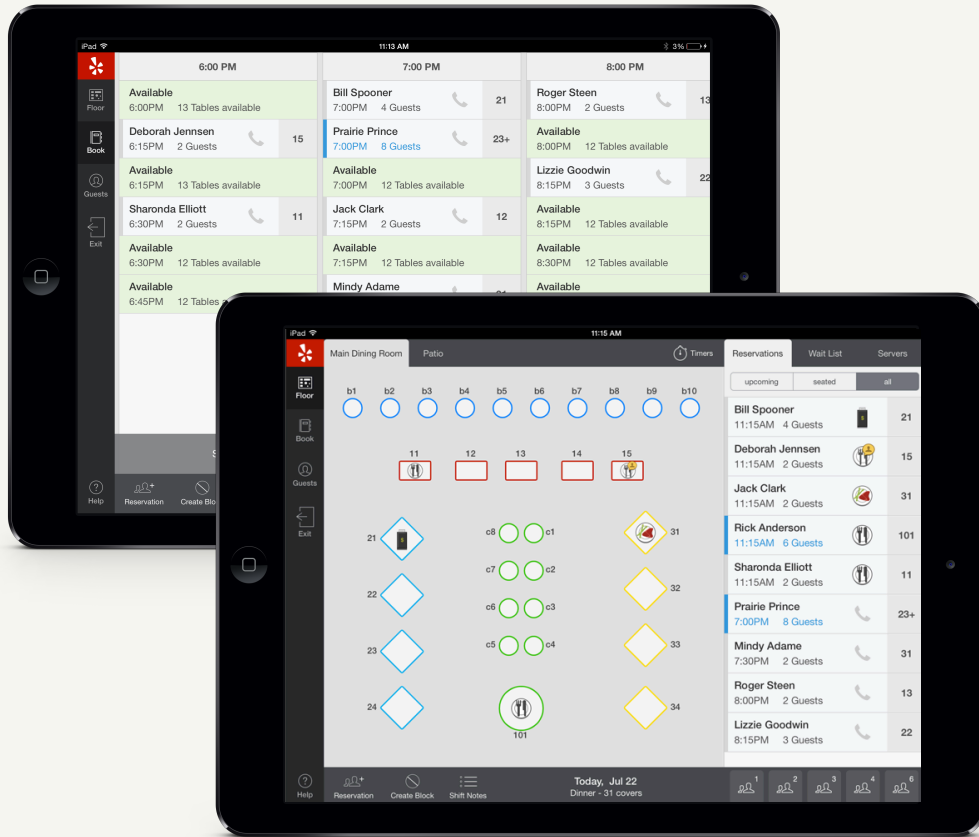 iPad
11:13 AM
3%
6:00 PM
7:00 PM
8:00 PM
Floor
Book
Guests
Exit
Help
Available
6:00PM 13 Tables available
Deborah Jennsen
6:15PM 2 Guests
15
Available
6:15PM 13 Tables available
Sharonda Elliott
6:30PM 2 Guests
11
Available
6:30PM 12 Tables available
Available
6:45PM 12 Tables
Bill Spooner
7:00PM 4 Guests
21
Prairie Prince
7:00PM 8 Guests
23+
Available
7:00PM 12 Tables available
Jack Clark
7:15PM 2 Guests
12
Available
7:15PM 12 Tables available
Mindy Adame
Roger Steen
8:00PM 2 Guests
13
Available
8:00PM 12 Tables available
Lizzie Goodwin
8:15PM 3 Guests
22
Available
8:15PM 12 Tables available
Available
8:30PM 12 Tables available
Available
S
Reservation
Create Blo
iPad
11:15 AM
Main Dining Room
Patio
Timers
Reservations
Wait List
Servers
upcoming
seated
all
Floor
Book
Guests
Exit
Help
b1 b2 b3 b4 b5 b6 b7 b8 b9 b10
11 12 13 14 15
21 c8 c1 31
c7 c2
22 32
c6 c3
23 c5 c4 33
24 34
101
Bill Spooner
11:15AM 4 Guests
21
Deborah Jennsen
11:15AM 2 Guests
15
Jack Clark
11:15AM 2 Guests
31
Rick Anderson
11:15AM 6 Guests
101
Sharonda Elliott
11:15AM 2 Guests
11
Prairie Prince
7:00PM 8 Guests
23+
Mindy Adame
7:30PM 2 Guests
31
Roger Steen
8:00PM 2 Guests
13
Lizzie Goodwin
8:15PM 3 Guests
22
Reservation
Create Block
Shift Notes
Today, Jul 22
Dinner - 31 covers
1 2 3 4 6